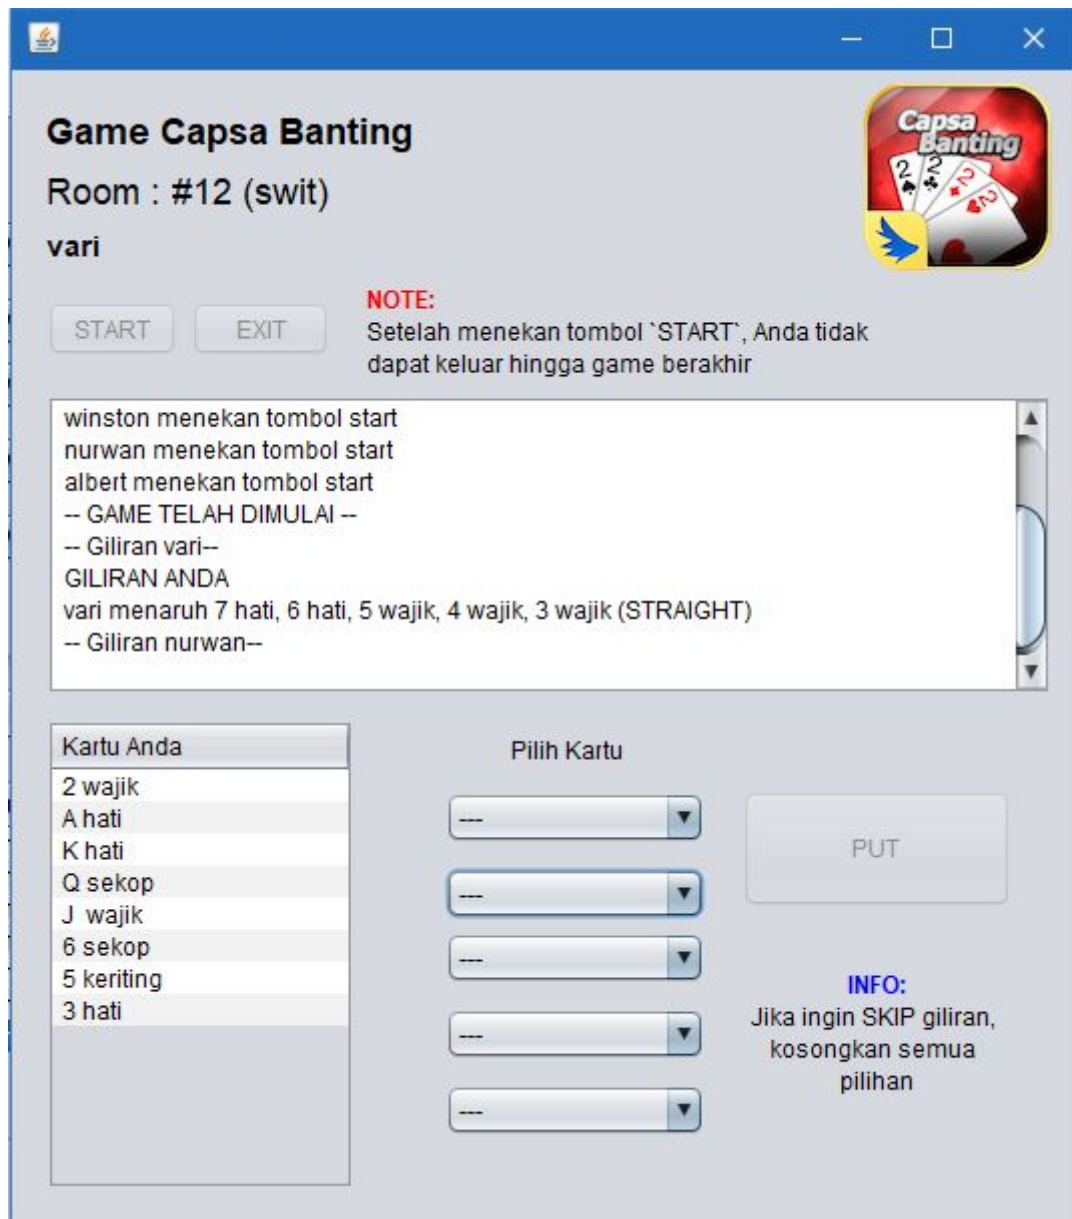 Game Capsa Banting
Capsa
Banting
2 2 2 2
Room : #12 (swit)
vari
START
EXIT
NOTE:
Setelah menekan tombol `START`, Anda tidak
dapat keluar hingga game berakhir
winston menekan tombol start
nurwan menekan tombol start
albert menekan tombol start
-- GAME TELAH DIMULAI --
-- Giliran vari--
GILIRAN ANDA
vari menaruh 7 hati, 6 hati, 5 wajik, 4 wajik, 3 wajik (STRAIGHT)
-- Giliran nurwan--
Kartu Anda
2 wajik
A hati
K hati
Q sekop
J  wajik
6 sekop
5 keriting
3 hati
Pilih Kartu
---
---
---
---
---
PUT
INFO:
Jika ingin SKIP giliran,
kosongkan semua
pilihan